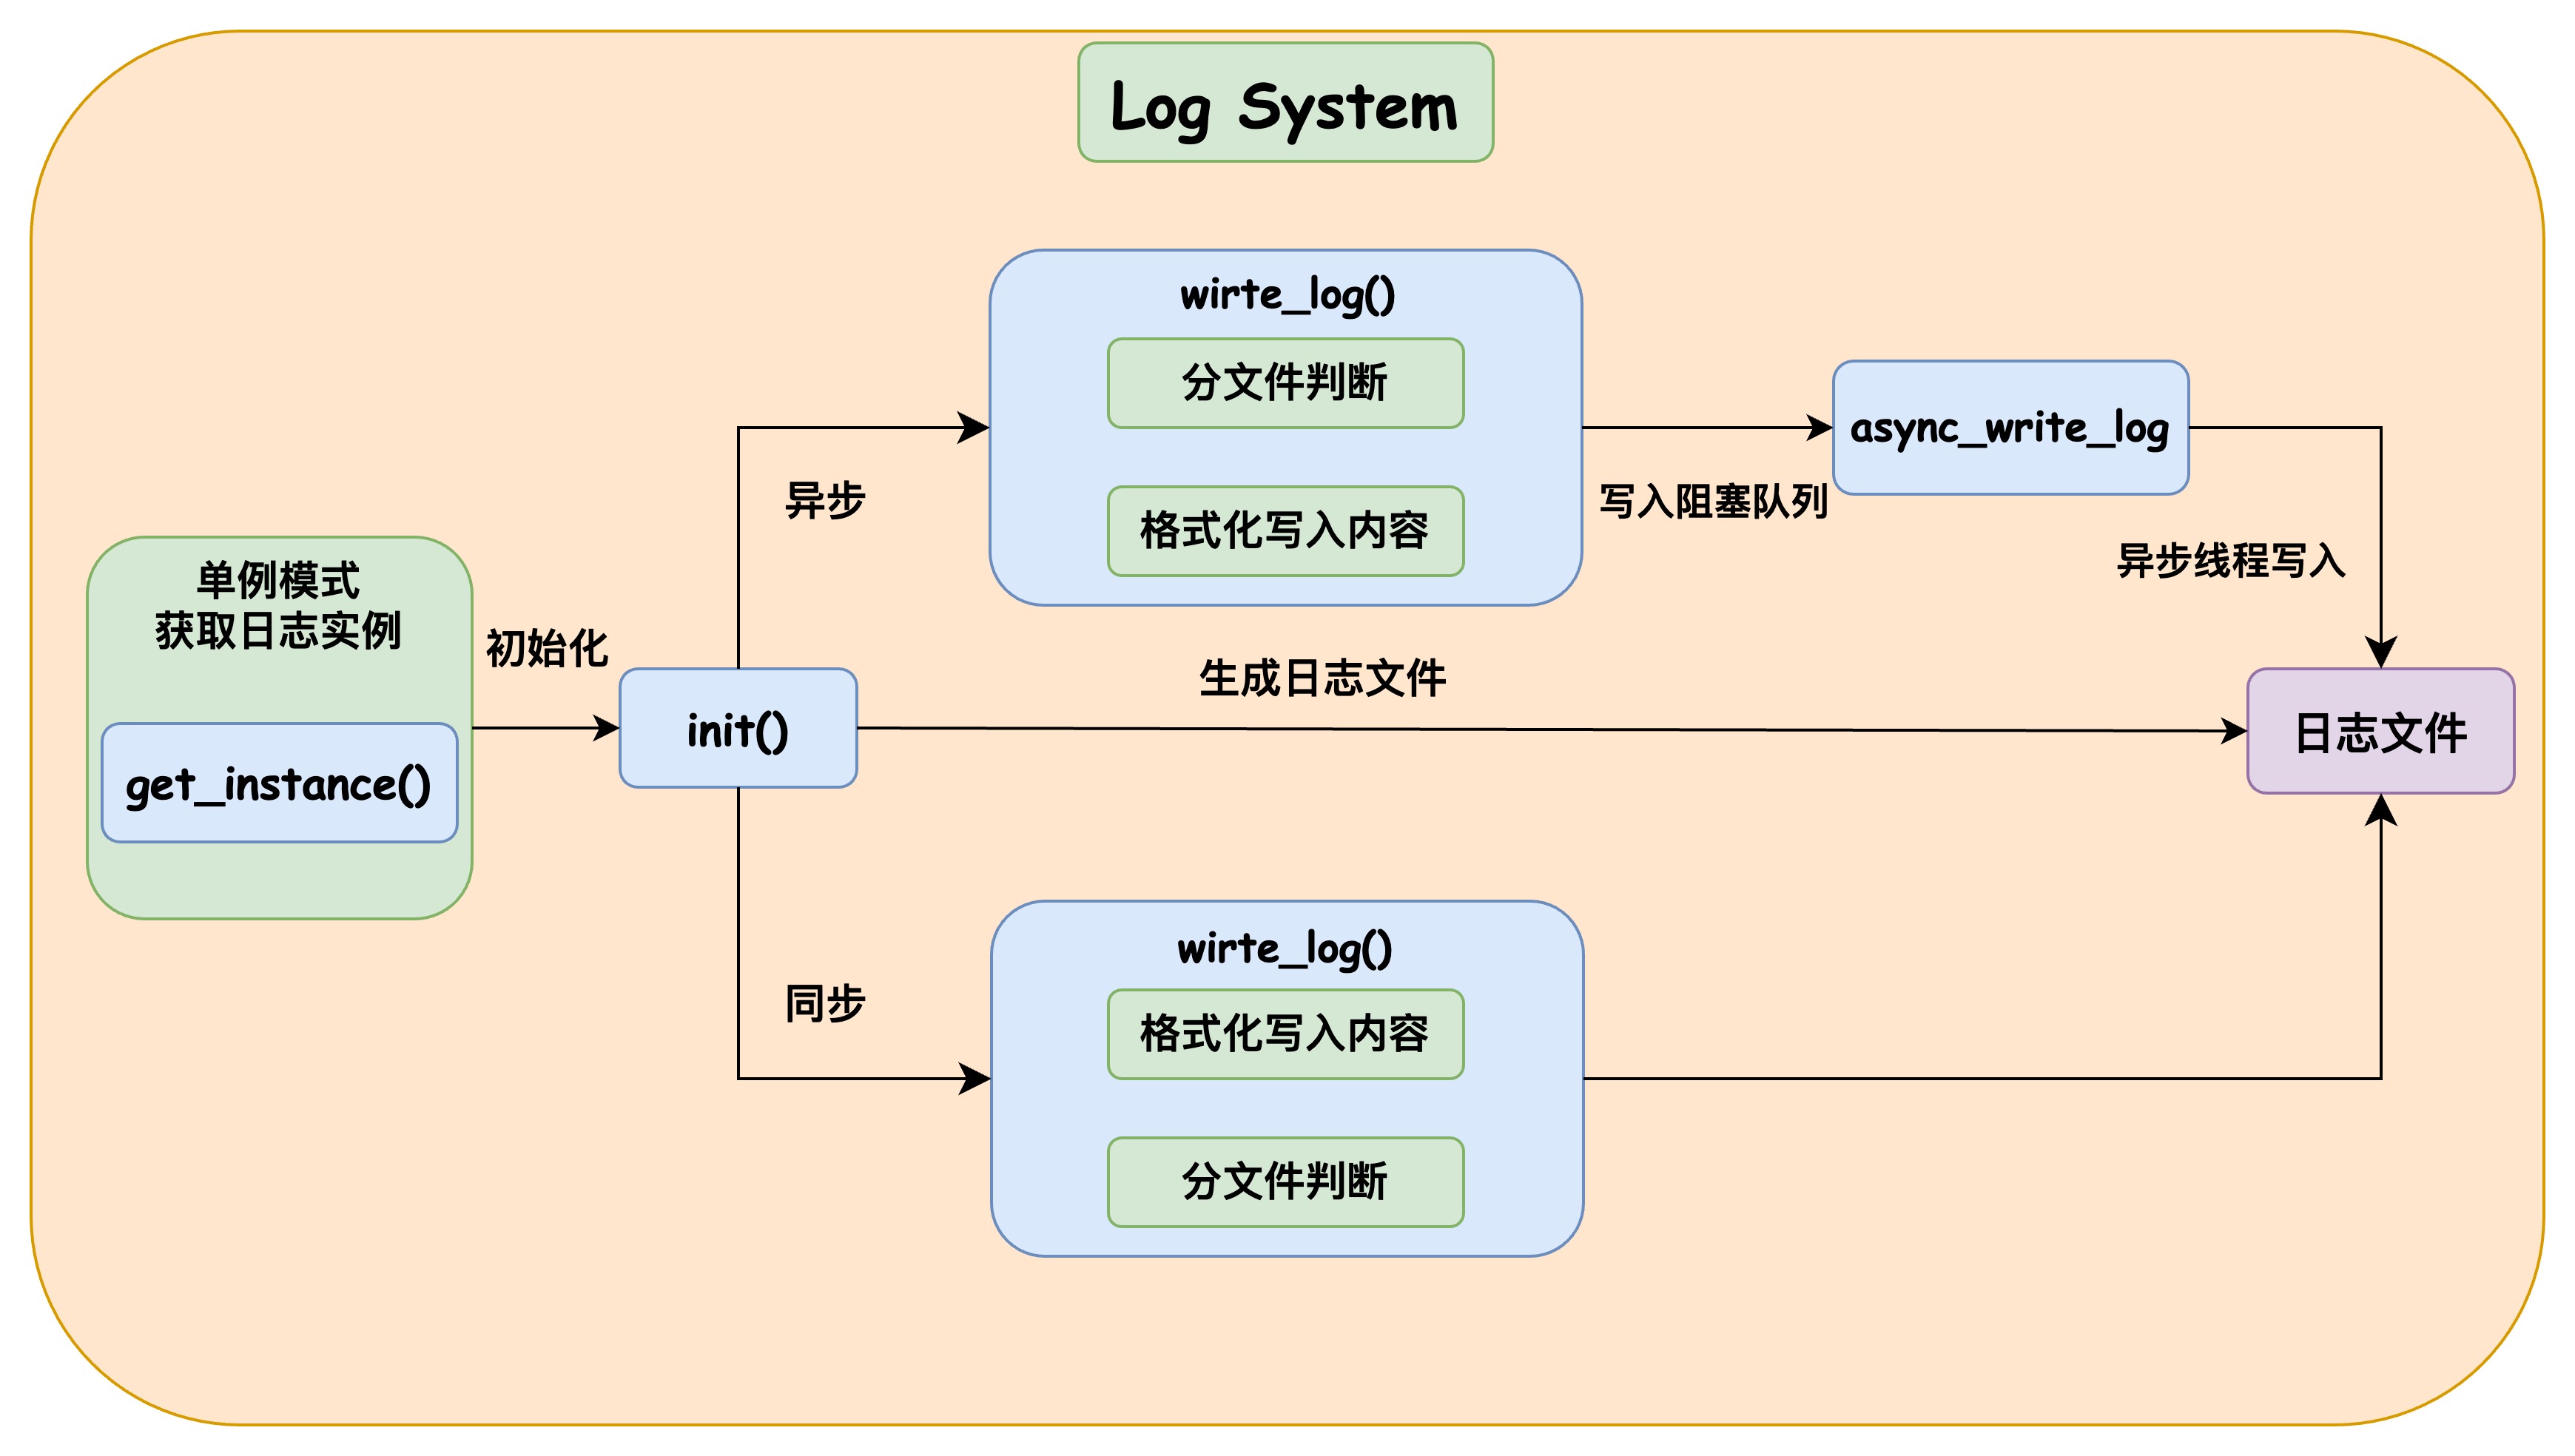 Log System
wirte_log()
分文件判断
格式化写入内容
异步
写入阻塞队列
async_write_log
异步线程写入
单例模式
获取日志实例
get_instance()
初始化
init()
生成日志文件
日志文件
同步
wirte_log()
格式化写入内容
分文件判断